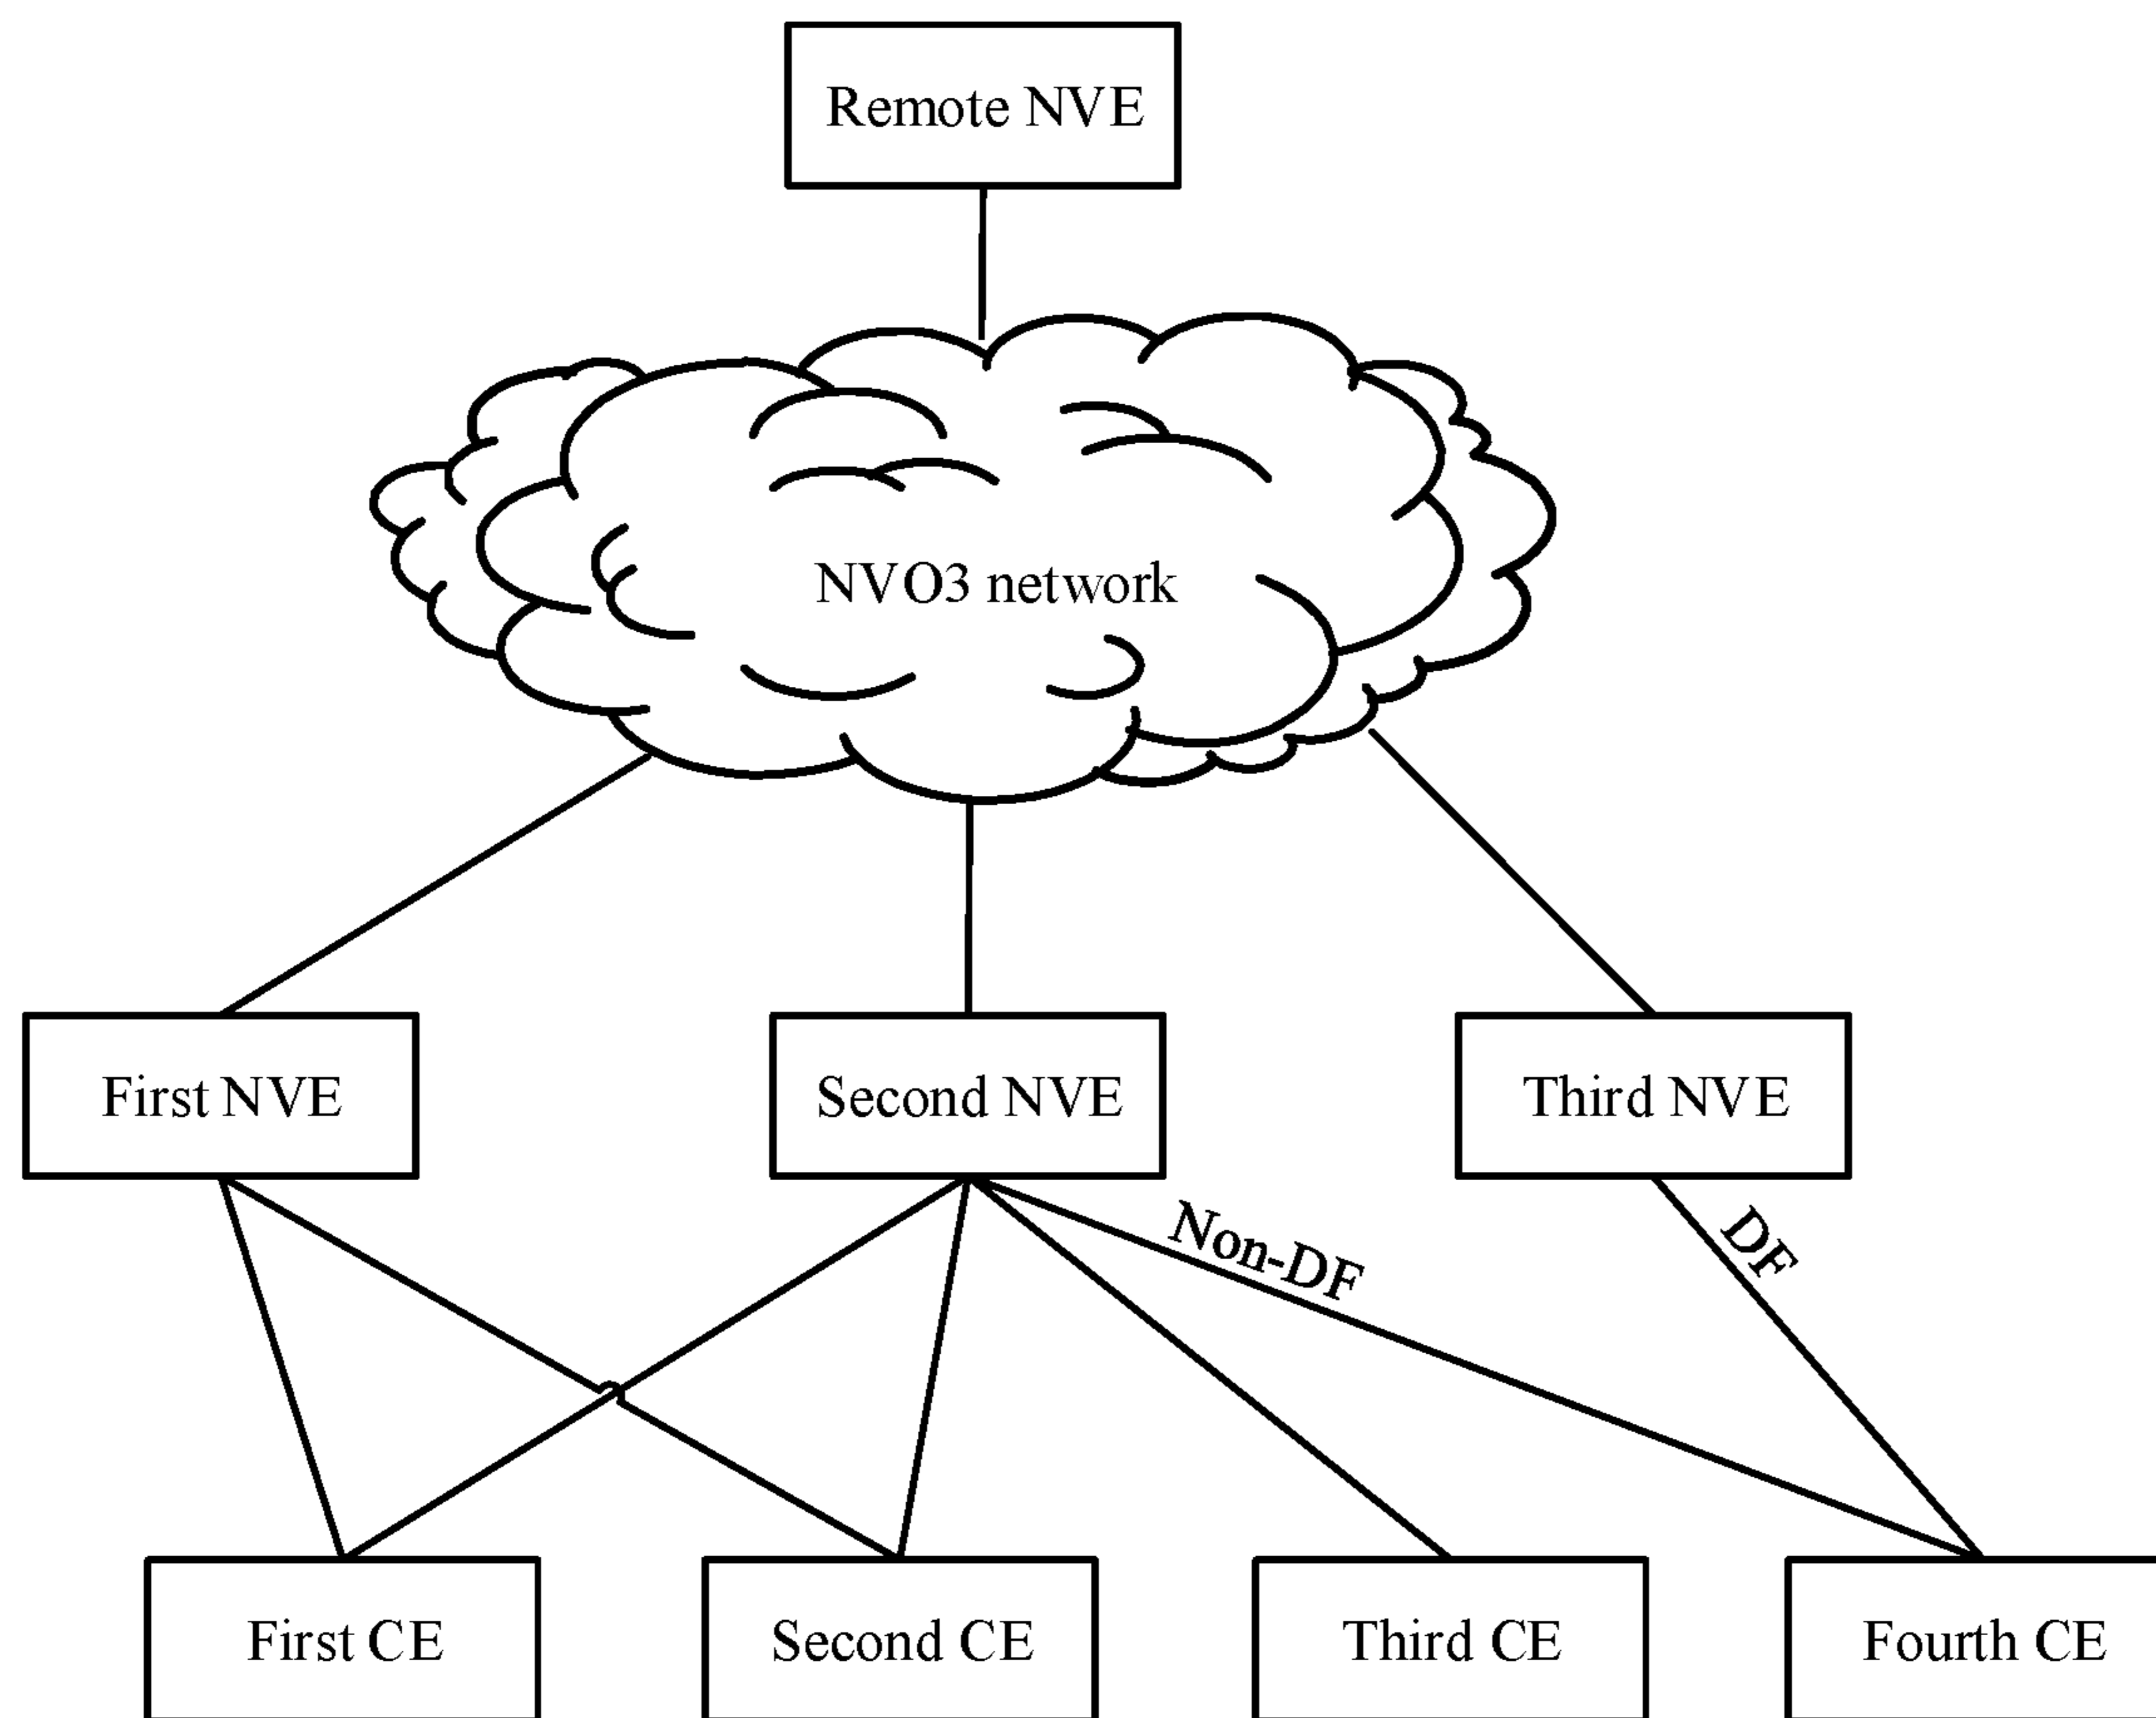 Remote NVE
NVO3 network
First NVE
Second NVE
Third NVE
Non-DF
DF
First CE
Second CE
Third CE
Fourth CE